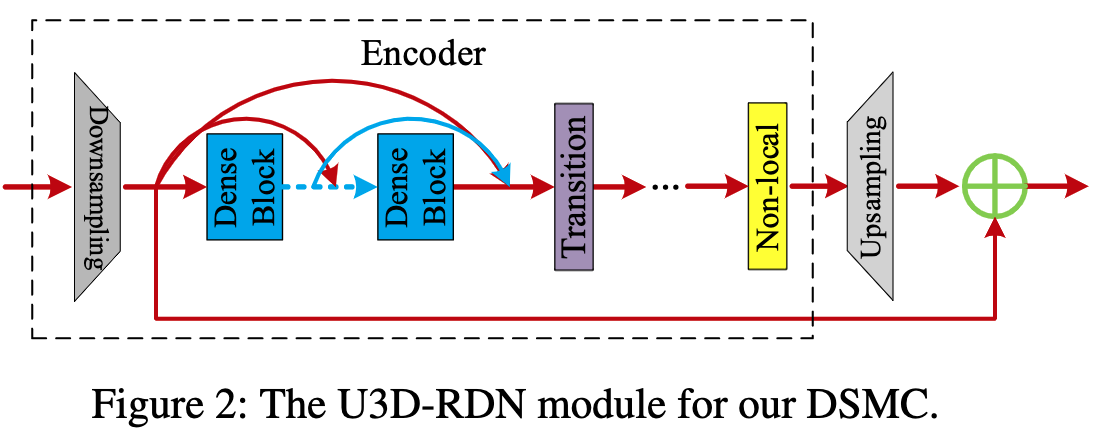 Encoder
Downsampling
Dense
Block
Dense
Block
Transition
...
Non-local
Upsampling
Figure 2: The U3D-RDN module for our DSMC.